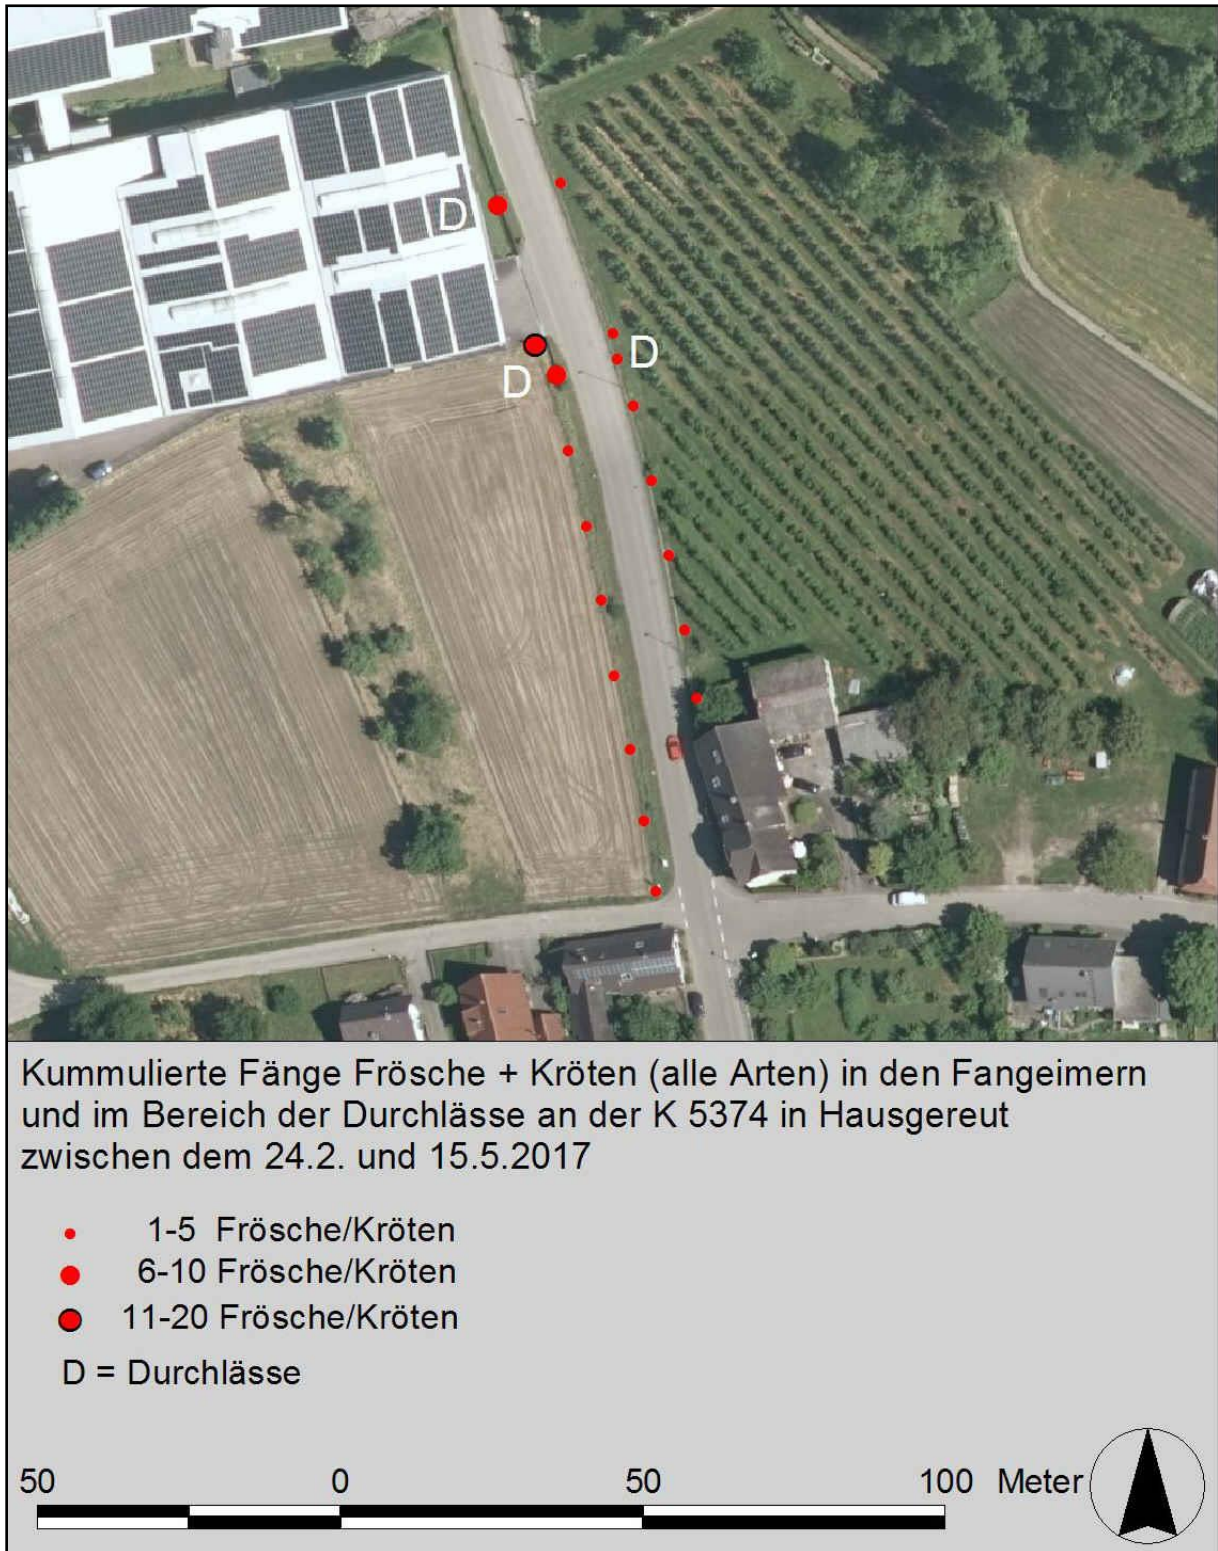 D
D
D
Kummulierte Fänge Frösche + Kröten (alle Arten) in den Fangeimern
und im Bereich der Durchlässe an der K 5374 in Hausgereut
zwischen dem 24.2. und 15.5.2017
1-5 Frösche/Kröten
6-10 Frösche/Kröten
11-20 Frösche/Kröten
D = Durchlässe
50 0 50 100 Meter